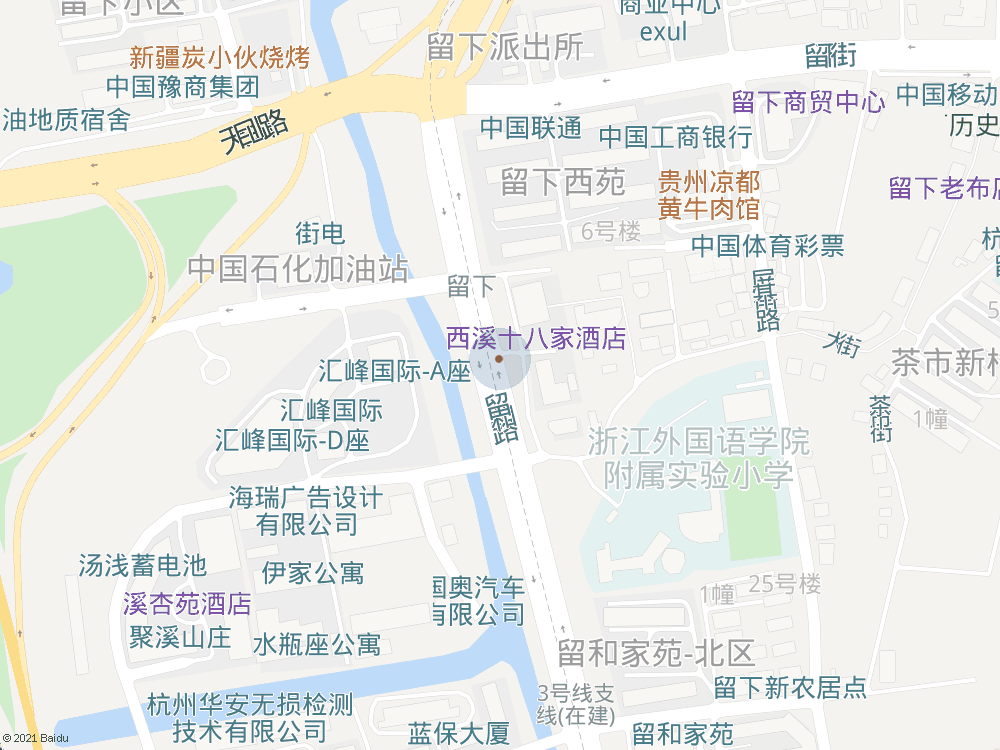 留下小区
商业中心
exul
留下派出所
留下街
新疆炭小伙烧烤
中国豫商集团
油地质宿舍
天目山路
留下商贸中心
中国移动
历史
中国联通
中国工商银行
留下西苑
贵州凉都
黄牛肉馆
留下老布店
6号楼
街电
中国体育彩票
杭
留
中国石化加油站
留下
西溪十八家酒店
大街
汇峰国际-A座
茶市新村
汇峰国际
茶市街
1幢
汇峰国际-D座
浙江外国语学院
附属实验小学
海瑞广告设计
有限公司
汤浅蓄电池
伊家公寓
国奥汽车
有限公司
25号楼
1幢
溪杏苑酒店
聚溪山庄
水瓶座公寓
留和家苑-北区
留下新农居点
3号线支
线(在建)
杭州华安无损检测
技术有限公司
蓝保大厦
留和家苑
© 2021 Baidu